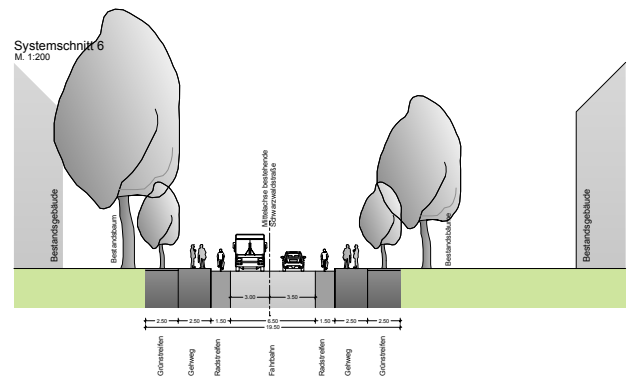 Systemschnitt 6
M. 1:200
Mittelachse bestehende
Schwarzwaldstraße
Bestandsgebäude
Bestandsbaum
Bestandsbäume
Bestandsgebäude
3.00
3.50
2.50
2.50
1.50
6.50
1.50
2.50
2.50
19.50
Grünstreifen
Gehweg
Radstreifen
Fahrbahn
Radstreifen
Gehweg
Grünstreifen